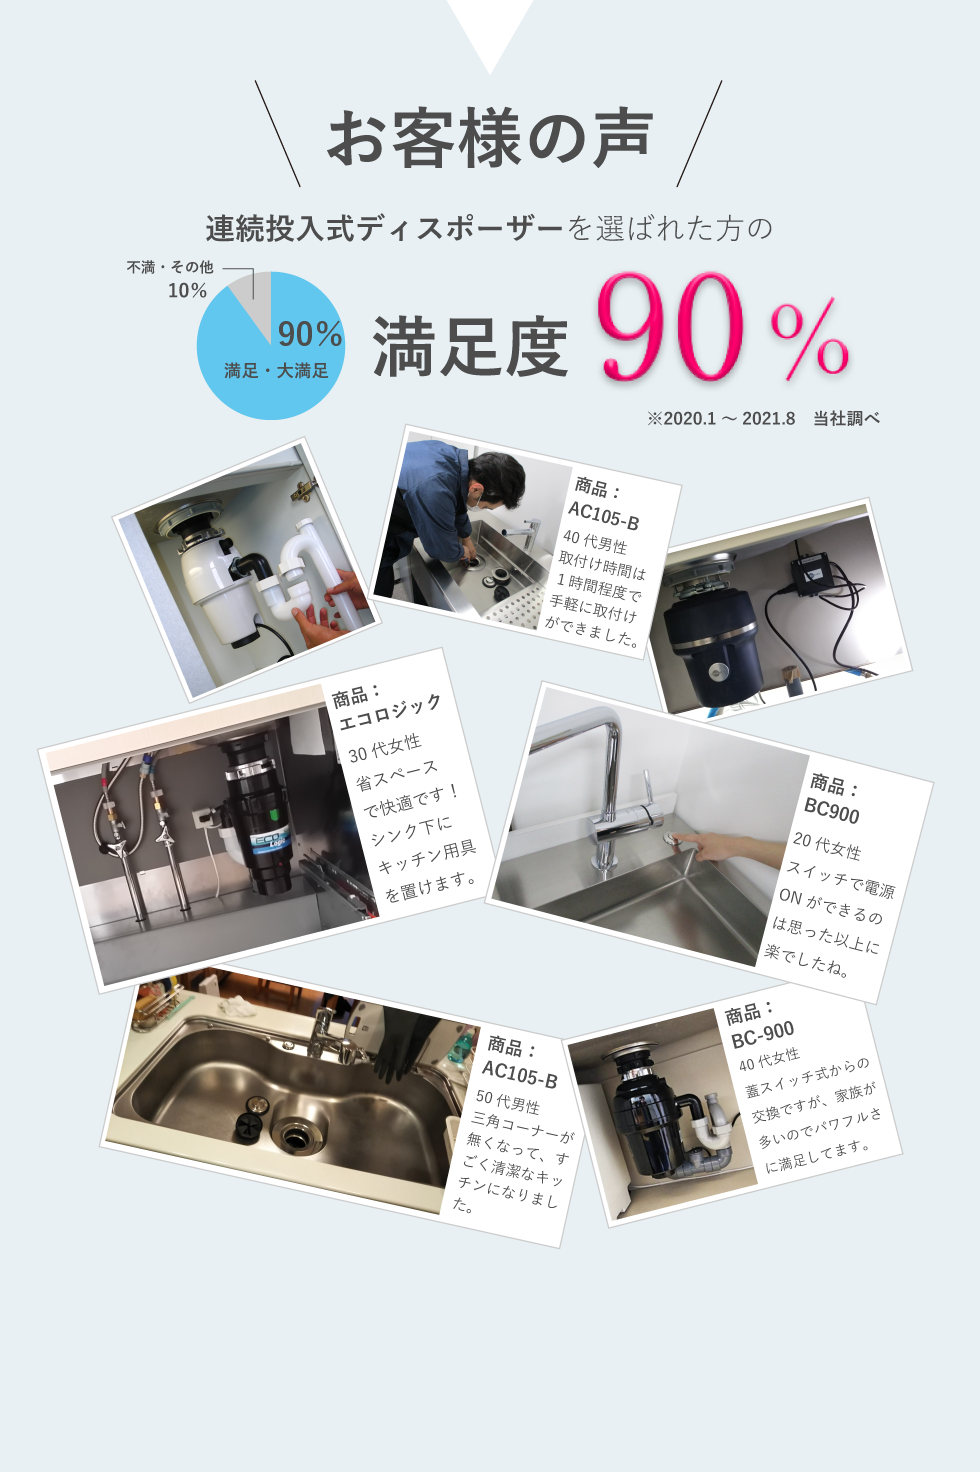 お客様の声
連続投入式ディスポーザーを選ばれた方の
不満・その他
10%
90%
満足・大満足
満足度 90%
※2020.1 〜 2021.8　当社調べ
商品：
AC105-B
40 代男性
取付け時間は
1 時間程度で
手軽に取付け
ができました。
商品：
エコロジック
30 代女性
省スペース
で快適です！
シンク下に
キッチン用具
を置けます。
ECO
Logic
商品：
BC900
20 代女性
スイッチで電源
ON ができるの
は思った以上に
楽でしたね。
商品：
AC105-B
50 代男性
三角コーナーが
無くなって、す
ごく清潔なキッ
チンになりまし
た。
商品：
BC-900
40 代女性
蓋スイッチ式からの
交換ですが、家族が
多いのでパワフルさ
に満足してます。